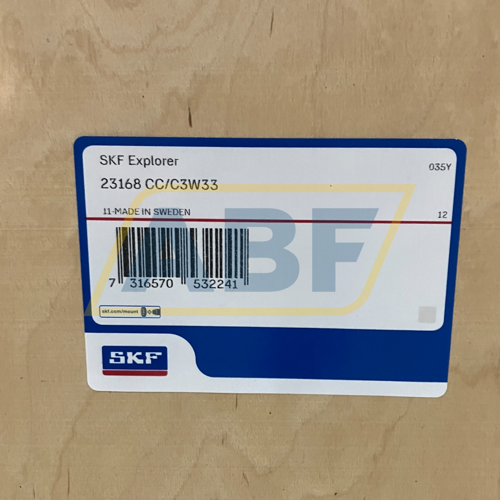 SKF Explorer
035Y
23168 CC/C3W33
11-MADE IN SWEDEN
12
ABF
7 316570 532241
skf.com/mount
SKF